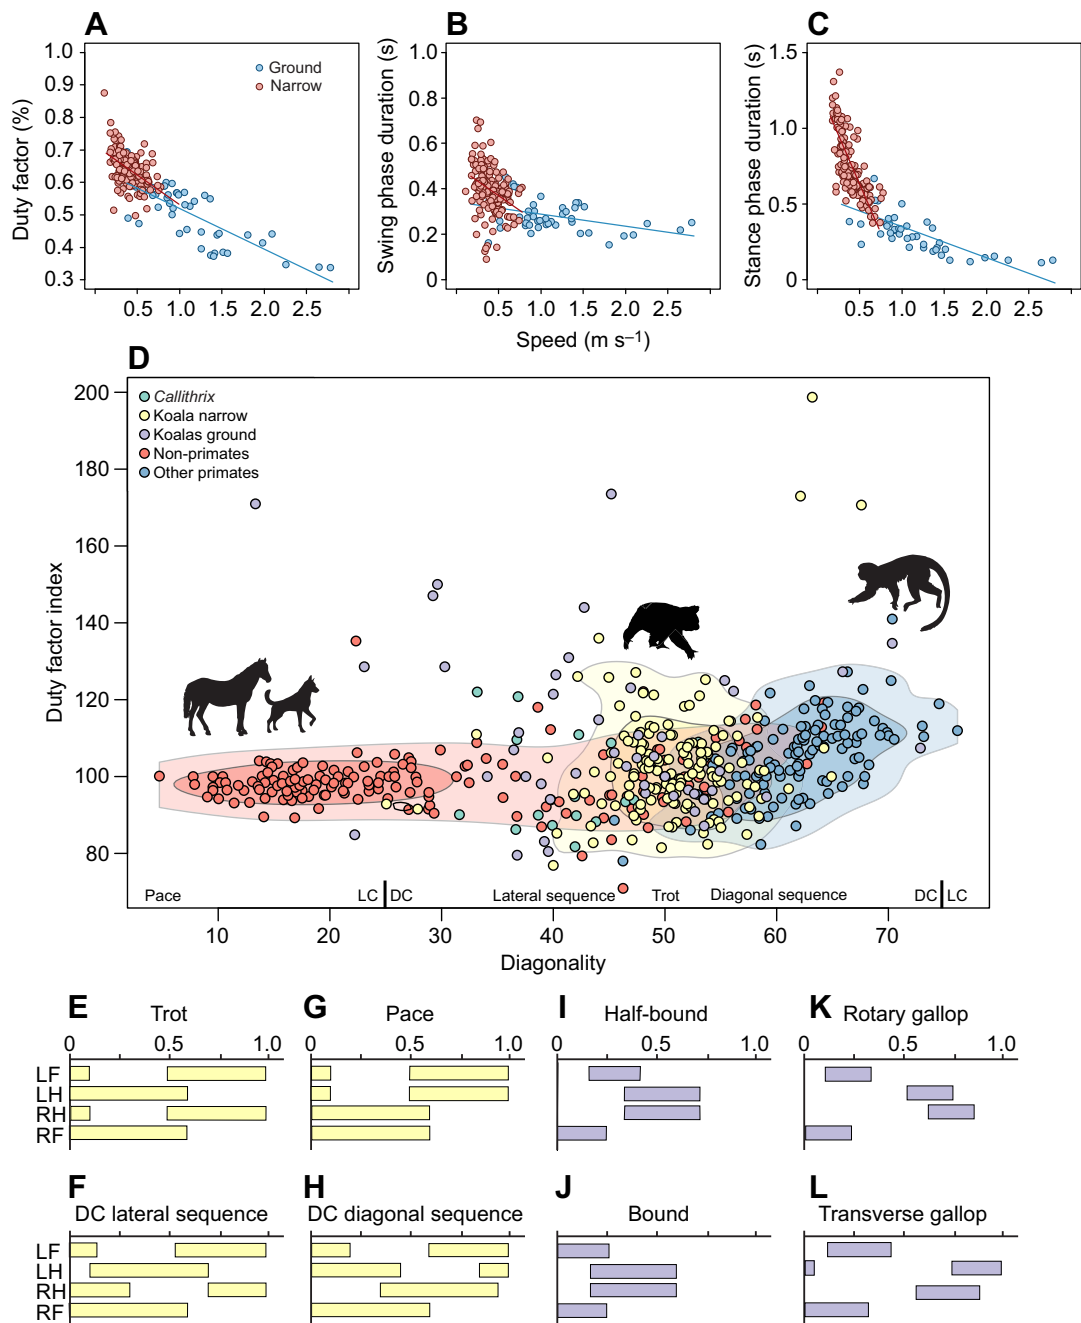 A
B
C
Duty factor (%)
1.0
0.9
0.8
0.7
0.6
0.5
0.4
0.3
Ground
Narrow
0.5 1.0 1.5 2.0 2.5
Swing phase duration (s)
1.0
0.8
0.6
0.4
0.2
0
0.5 1.0 1.5 2.0 2.5
Stance phase duration (s)
1.5
1.0
0.5
0
0.5 1.0 1.5 2.0 2.5
Speed (m s–1)
D
Duty factor index
200
180
160
140
120
100
80
Callithrix
Koala narrow
Koalas ground
Non-primates
Other primates
Pace LC DC Lateral sequence Trot Diagonal sequence DC LC
10 20 30 40 50 60 70
Diagonality
E
Trot
0 0.5 1.0
LF
LH
RH
RF
G
Pace
0 0.5 1.0
I
Half-bound
0 0.5 1.0
K
Rotary gallop
0 0.5 1.0
F
DC lateral sequence
LF
LH
RH
RF
H
DC diagonal sequence
J
Bound
L
Transverse gallop